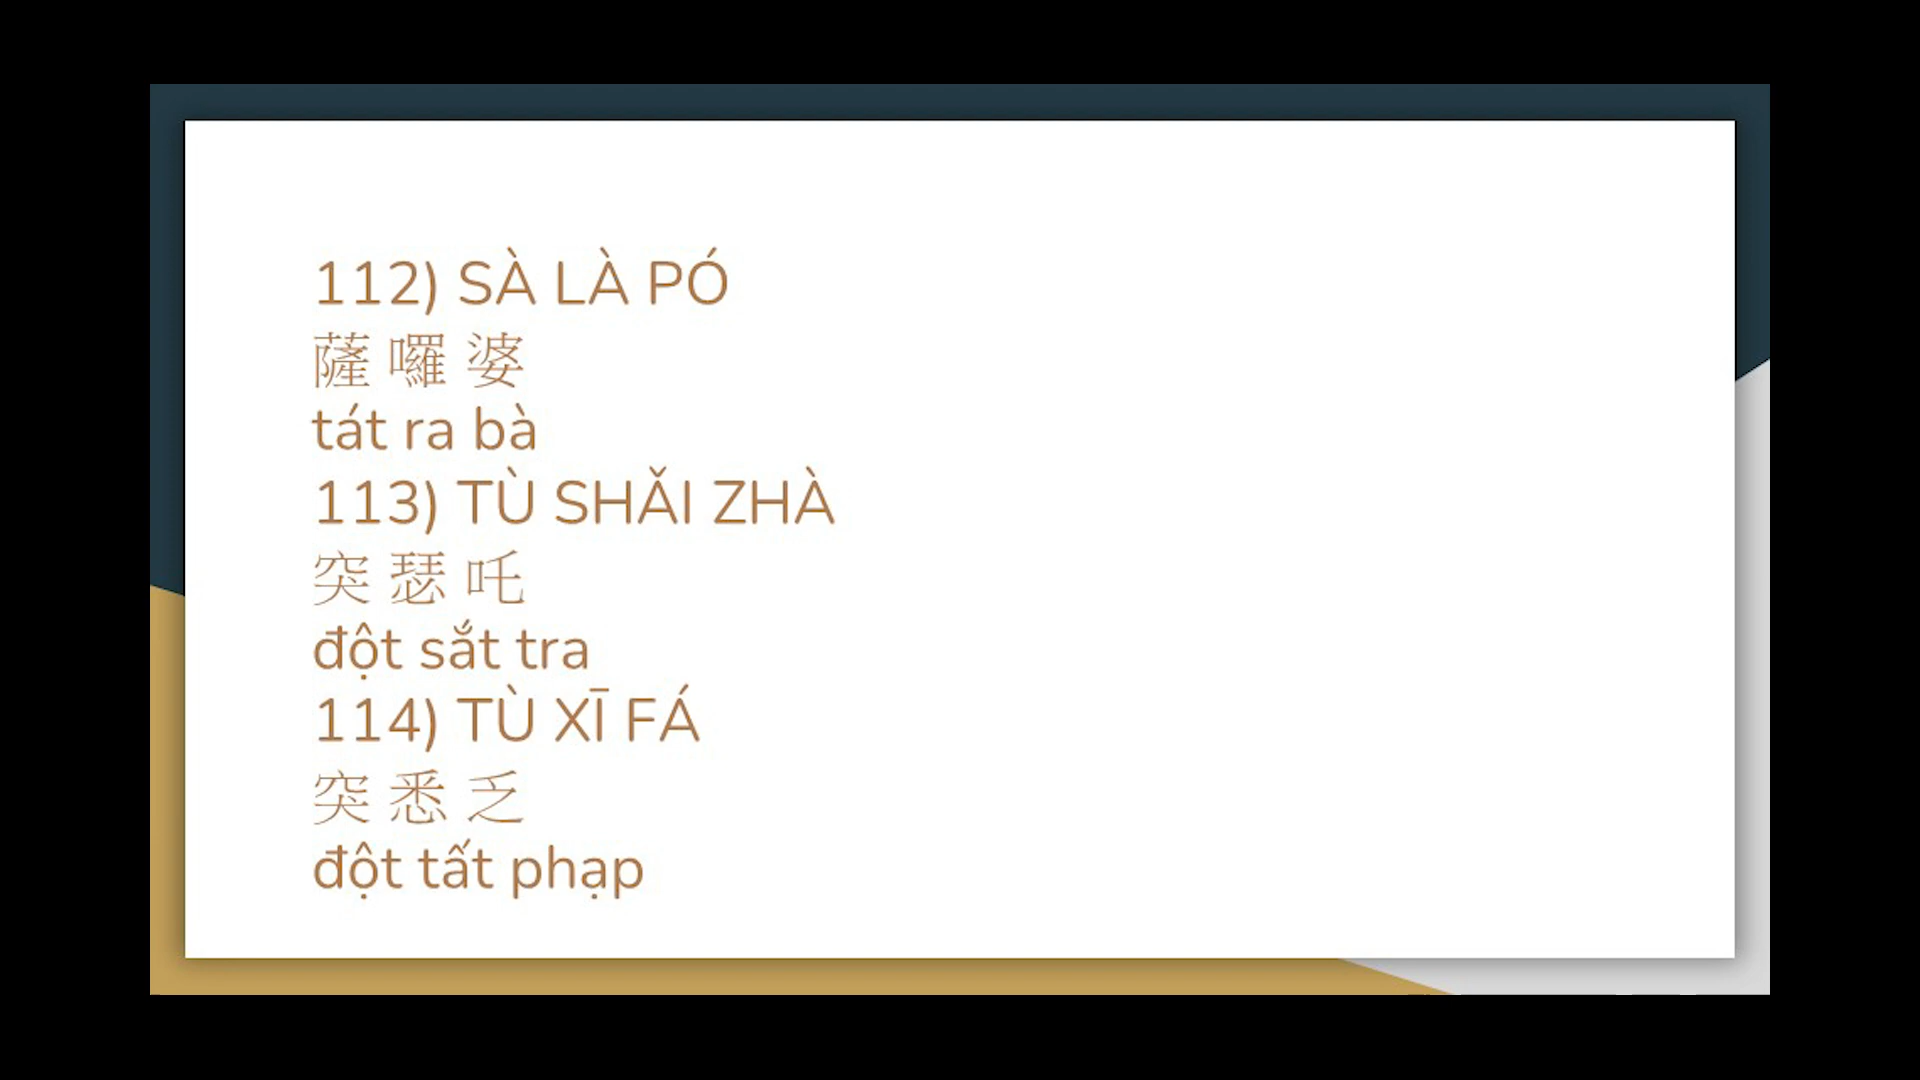 112) SÀ LÀ PÓ
薩 囉 婆
tát ra bà
113) TÙ SHǍI ZHÀ
突 瑟 吒
đột sắt tra
114) TÙ XĪ FÁ
突 悉 乏
đột tất phạp